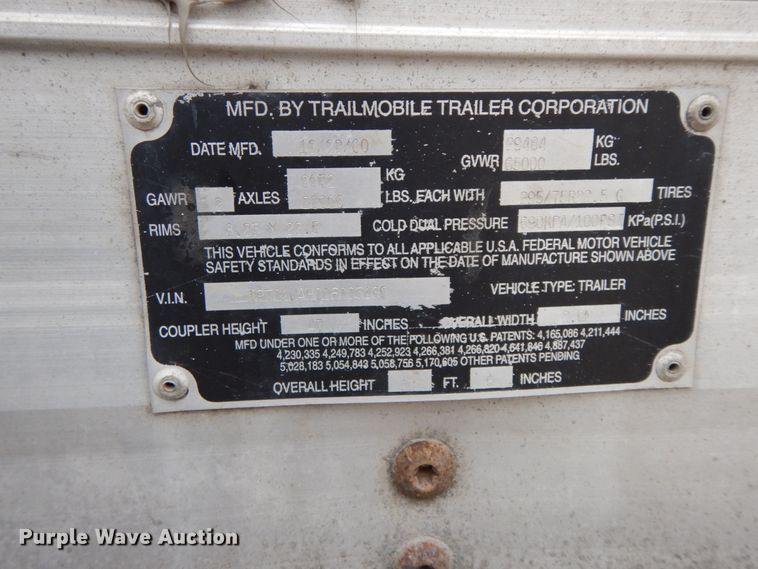 MFD. BY TRAILMOBILE TRAILER CORPORATION
DATE MFD. KG
GVWR 65000 LBS.
KG
GAWR AXLES LBS. EACH WITH TIRES
RIMS COLD DUAL PRESSURE KPa(P.S.I.)
THIS VEHICLE CONFORMS TO ALL APPLICABLE U.S.A. FEDERAL MOTOR VEHICLE
SAFETY STANDARDS IN EFFECT ON THE DATE OF MANUFACTURE SHOWN ABOVE
V.I.N. VEHICLE TYPE: TRAILER
COUPLER HEIGHT 47 INCHES OVERALL WIDTH INCHES
MFD UNDER ONE OR MORE OF THE FOLLOWING U.S. PATENTS: 4,165,086 4,211,444
4,230,335 4,249,783 4,252,923 4,266,381 4,266,820 4,641,846 4,887,437
5,028,183 5,054,843 5,058,756 5,170,605 OTHER PATENTS PENDING
OVERALL HEIGHT FT. INCHES
Purple Wave Auction